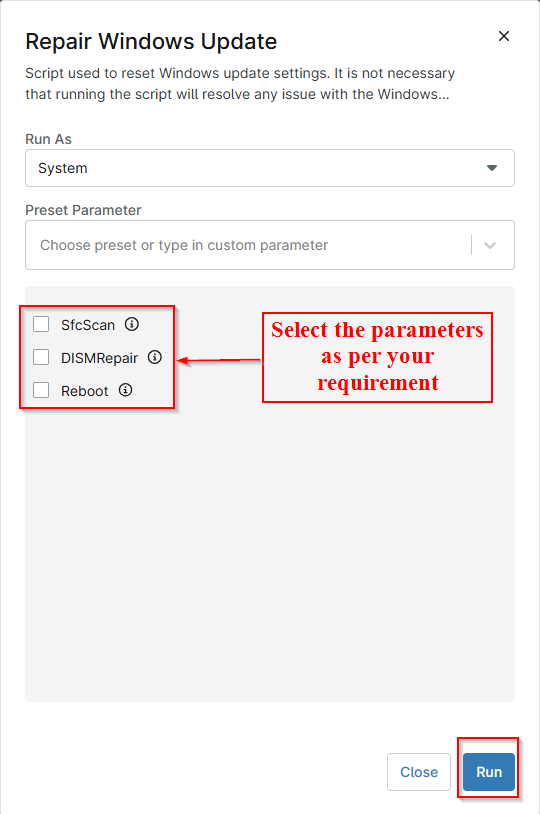 Repair Windows Update
Script used to reset Windows update settings. It is not necessary
that running the script will resolve any issue with the Windows...
Run As
System
Preset Parameter
Choose preset or type in custom parameter
SfcScan
DISMRepair
Reboot
Select the parameters
as per your
requirement
Close
Run